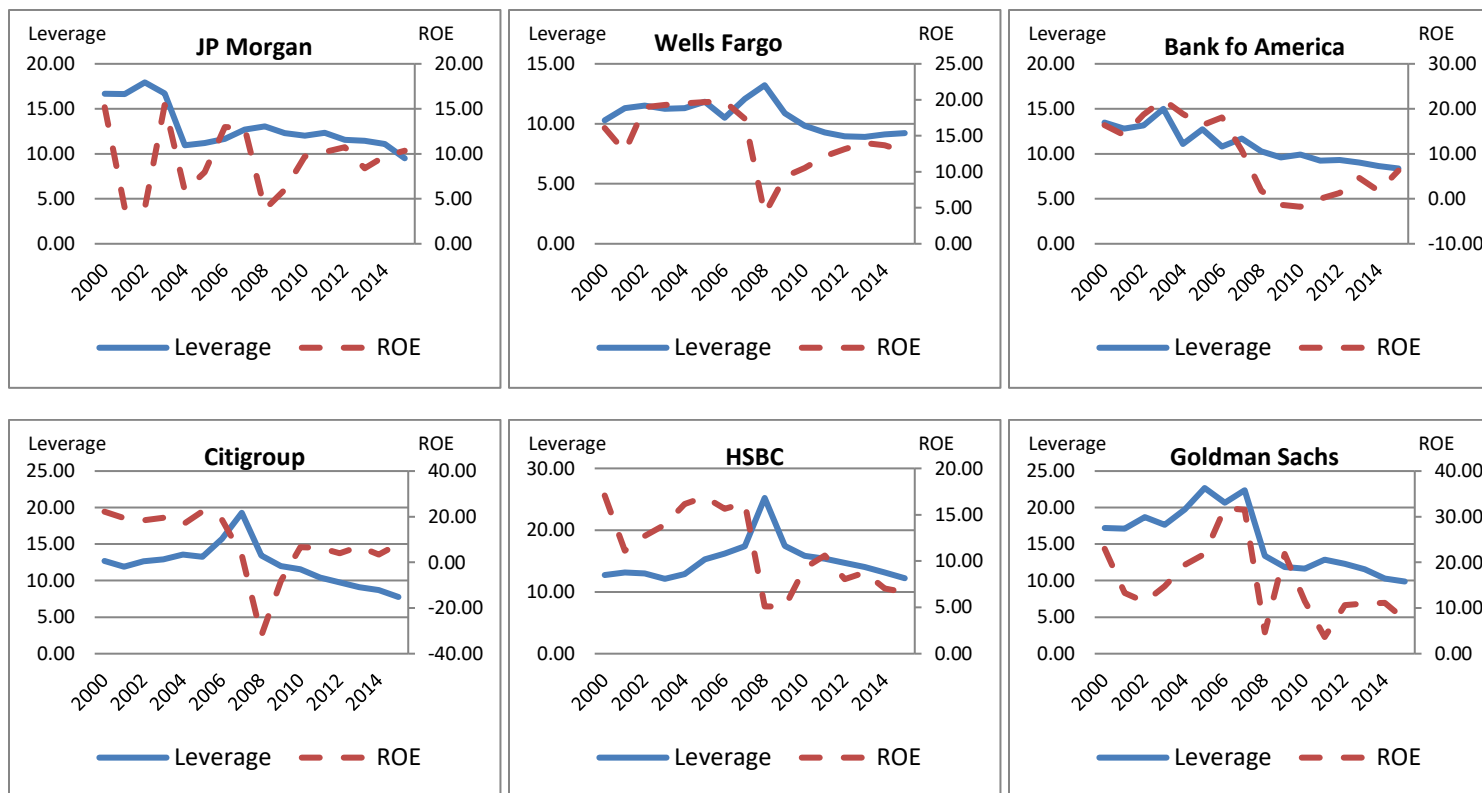 Leverage ROE
JP Morgan
20.00 20.00
15.00 15.00
10.00 10.00
5.00 5.00
0.00 0.00
2000 2002 2004 2006 2008 2010 2012 2014
Leverage ROE
Leverage ROE
Wells Fargo
15.00 25.00
20.00
10.00 15.00
5.00 10.00
5.00
0.00 0.00
2000 2002 2004 2006 2008 2010 2012 2014
Leverage ROE
Leverage ROE
Bank fo America
20.00 30.00
15.00 20.00
10.00 10.00
5.00 0.00
0.00 -10.00
2000 2002 2004 2006 2008 2010 2012 2014
Leverage ROE
Leverage ROE
Citigroup
25.00 40.00
20.00 20.00
15.00
10.00 0.00
5.00 -20.00
0.00 -40.00
2000 2002 2004 2006 2008 2010 2012 2014
Leverage ROE
Leverage ROE
HSBC
30.00 20.00
20.00 15.00
10.00 10.00
5.00
0.00 0.00
2000 2002 2004 2006 2008 2010 2012 2014
Leverage ROE
Leverage ROE
Goldman Sachs
25.00 40.00
20.00 30.00
15.00 20.00
10.00
5.00 10.00
0.00 0.00
2000 2002 2004 2006 2008 2010 2012 2014
Leverage ROE